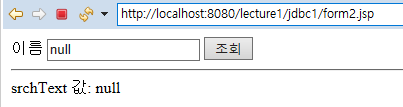 http://localhost:8080/lecture1/jdbc1/form2.jsp
이름 null 조회
srchText 값: null